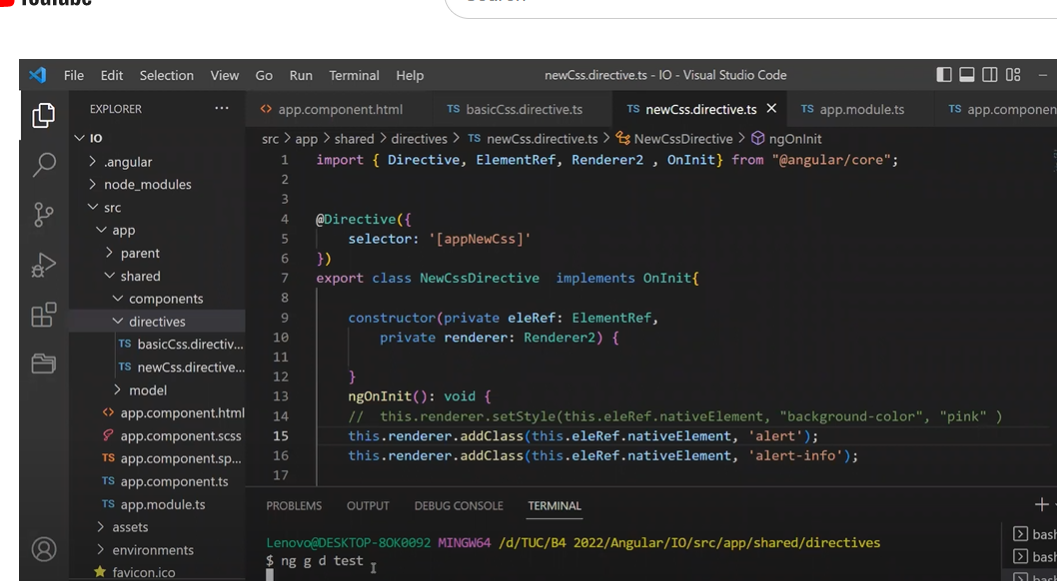 YouTube
Search
File Edit Selection View Go Run Terminal Help newCss.directive.ts - IO - Visual Studio Code
EXPLORER ···
app.component.html basicCss.directive.ts newCss.directive.ts app.module.ts app.componen
IO
.angular
node_modules
src
app
parent
shared
components
directives
TS basicCss.directiv...
TS newCss.directive...
model
app.component.html
app.component.scss
TS app.component.sp...
TS app.component.ts
TS app.module.ts
assets
environments
favicon.ico
src > app > shared > directives > TS newCss.directive.ts > NewCssDirective > ngOnInit
1 import { Directive, ElementRef, Renderer2 , OnInit} from "@angular/core";
2
3
4 @Directive({
5 selector: '[appNewCss]'
6 })
7 export class NewCssDirective implements OnInit{
8
9 constructor(private eleRef: ElementRef,
10 private renderer: Renderer2) {
11
12 }
13 ngOnInit(): void {
14 // this.renderer.setStyle(this.eleRef.nativeElement, "background-color", "pink" )
15 this.renderer.addClass(this.eleRef.nativeElement, 'alert');
16 this.renderer.addClass(this.eleRef.nativeElement, 'alert-info');
17
PROBLEMS OUTPUT DEBUG CONSOLE TERMINAL
Lenovo@DESKTOP-8OK0092 MINGW64 /d/TUC/B4 2022/Angular/IO/src/app/shared/directives
$ ng g d test
bash
bash